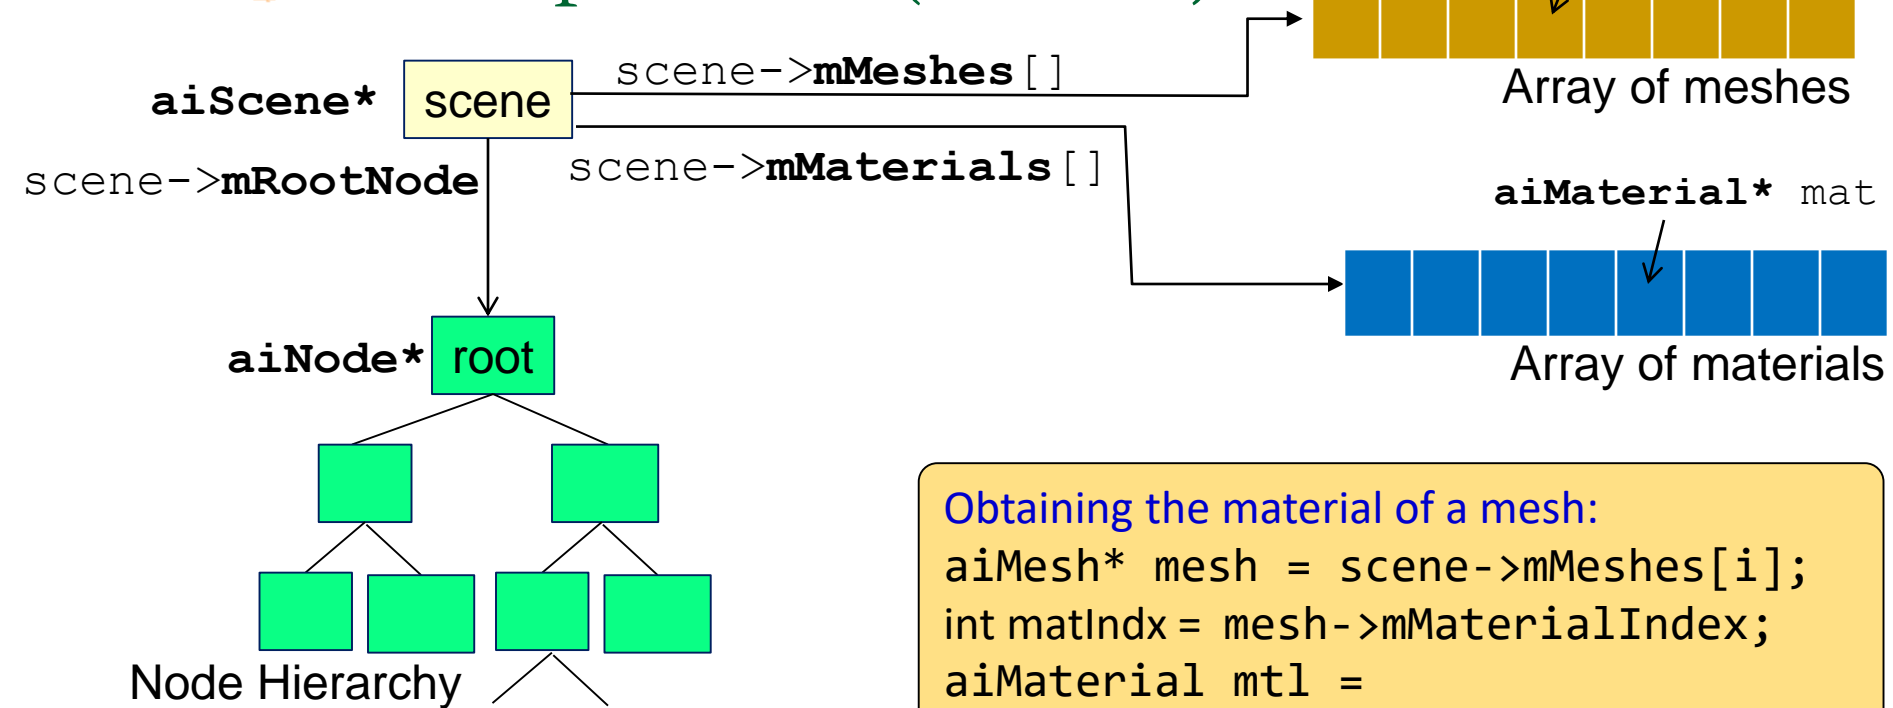 scene->mMeshes[]
aiScene* scene
Array of meshes
scene->mRootNode
scene->mMaterials[]
aiMaterial* mat
aiNode* root
Array of materials
Obtaining the material of a mesh:
aiMesh* mesh = scene->mMeshes[i];
int matIndx = mesh->mMaterialIndex;
aiMaterial mtl =
Node Hierarchy